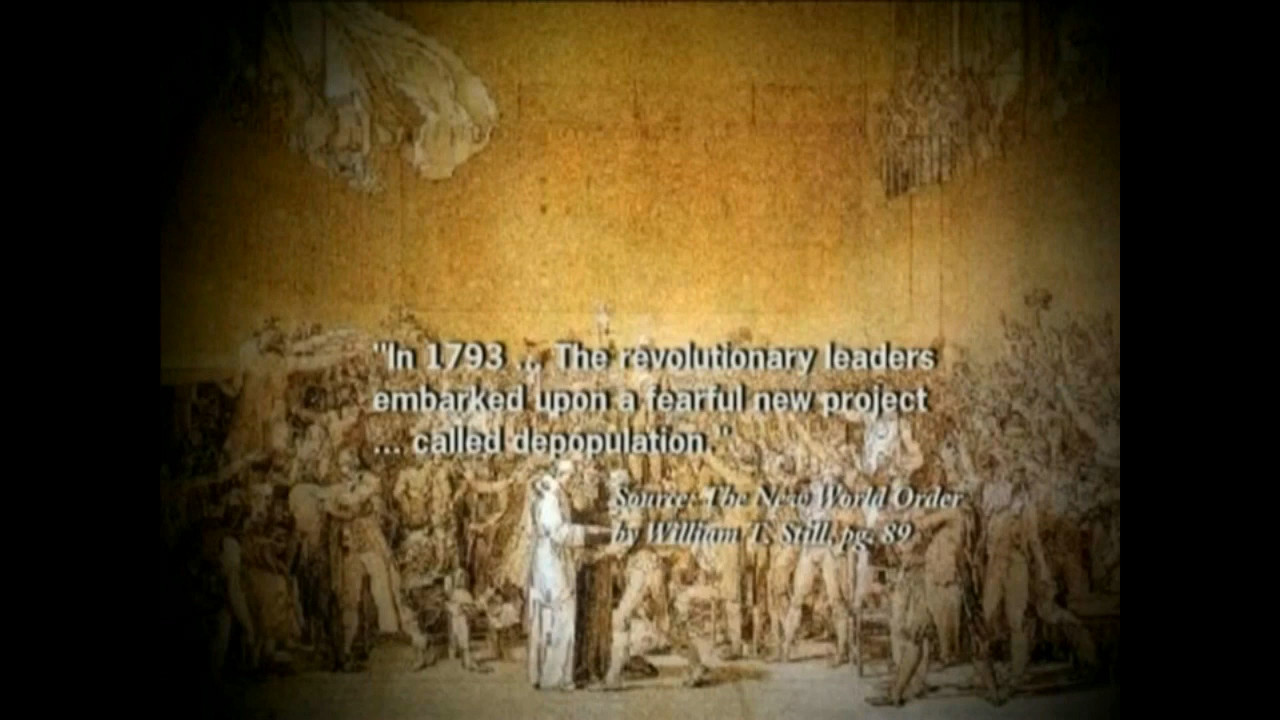 "In 1793 ... The revolutionary leaders
embarked upon a fearful new project
... called depopulation."
Source: The New World Order
by William T. Still, pg. 89